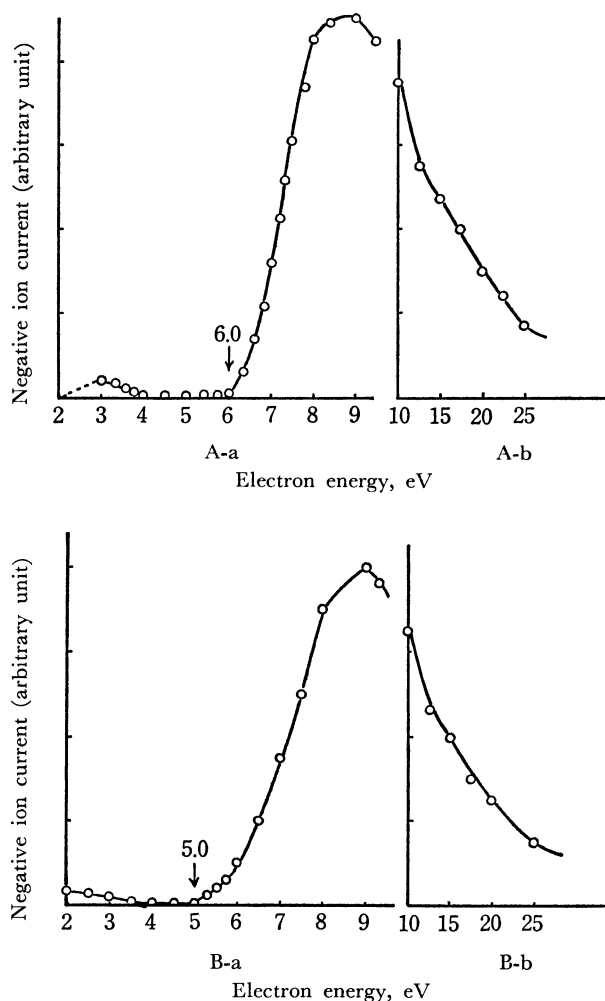 Negative ion current (arbitrary unit)
6.0
2 3 4 5 6 7 8 9 10 15 20 25
A-a A-b
Electron energy, eV
Negative ion current (arbitrary unit)
5.0
2 3 4 5 6 7 8 9 10 15 20 25
B-a B-b
Electron energy, eV